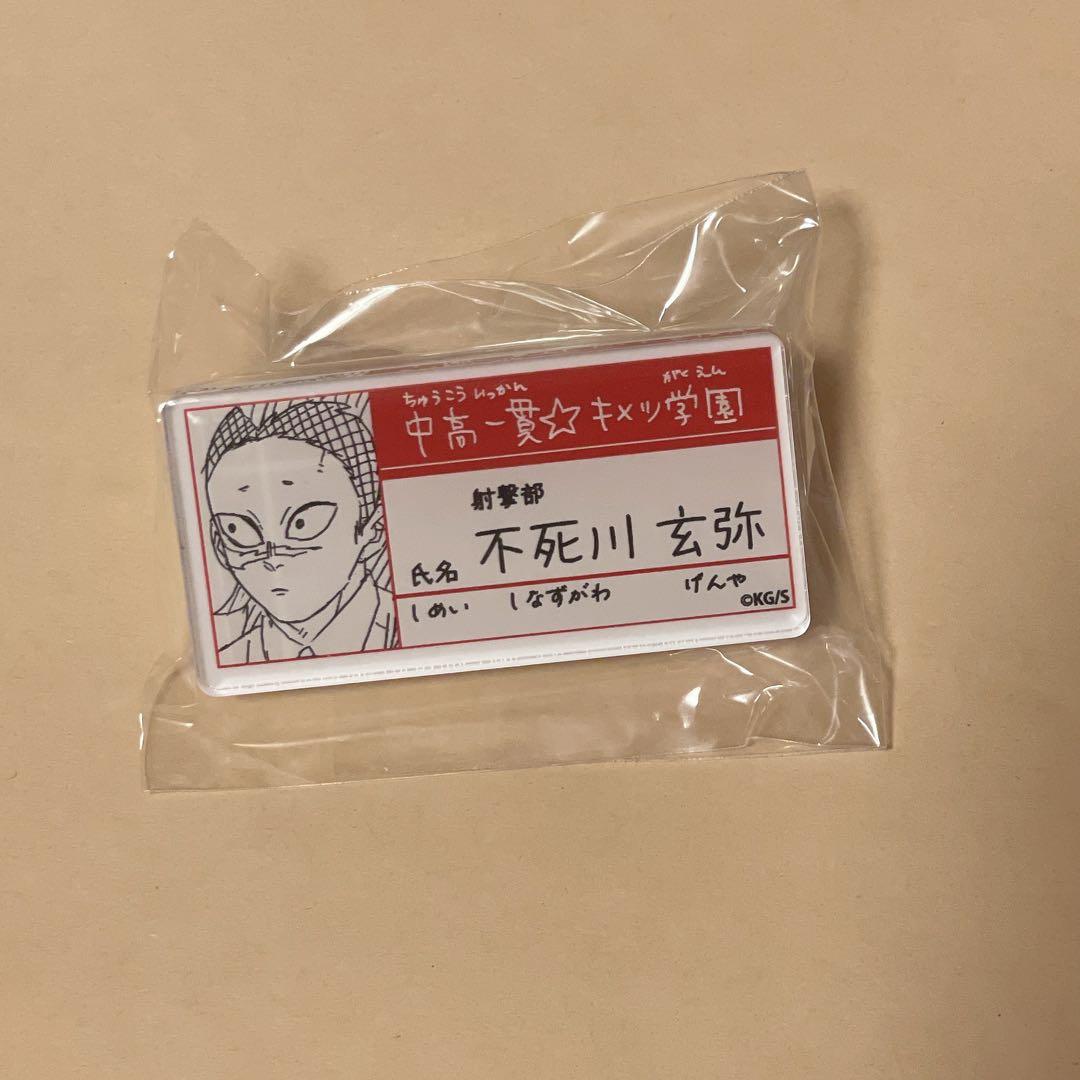 ちゅうこういっかん がくえん
中高一貫☆キメツ学園
射撃部
氏名 不死川 玄弥
しめい しなずがわ げんや
©KG/S